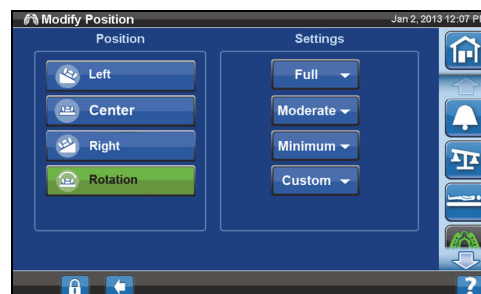 Modify Position Jan 2, 2013 12:07 P
Position Settings
Left Full
Center Moderate
Right Minimum
Rotation Custom
?